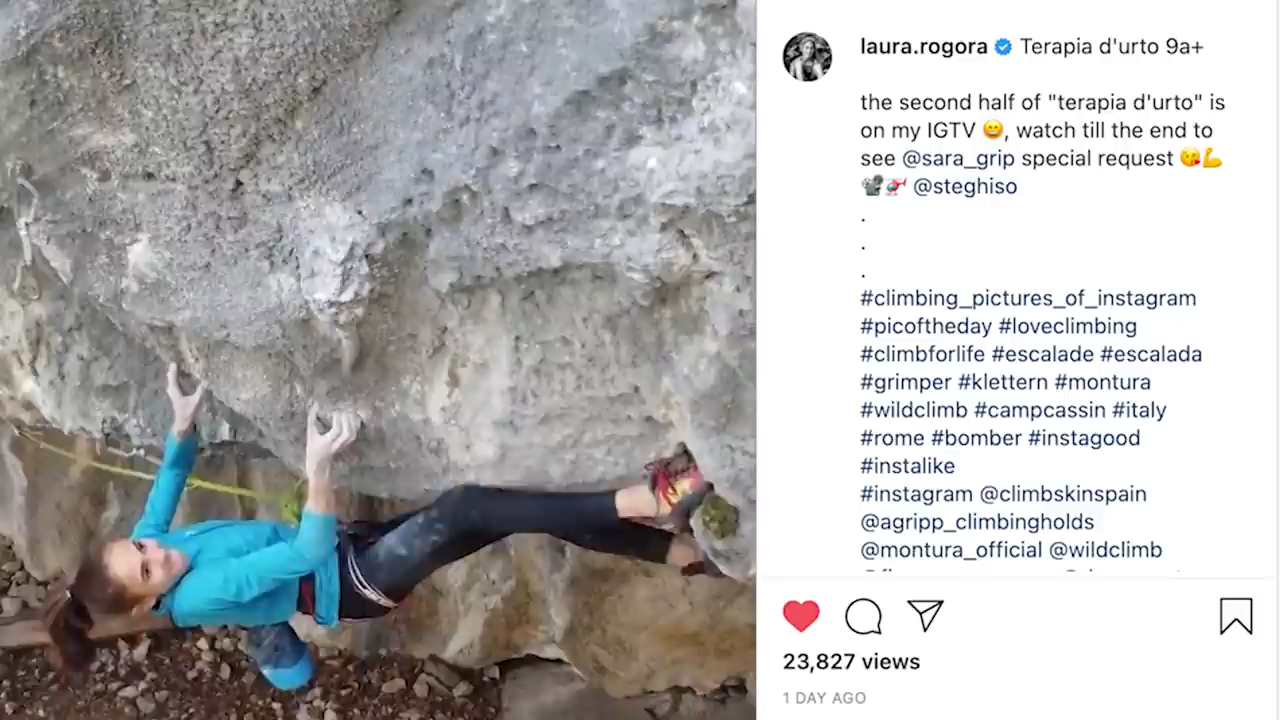 laura.rogora Terapia d'urto 9a+
the second half of "terapia d'urto" is
on my IGTV 😄, watch till the end to
see @sara_grip special request 😘💪
📽🚁 @steghiso
.
.
.
#climbing_pictures_of_instagram
#picoftheday #loveclimbing
#climbforlife #escalade #escalada
#grimper #klettern #montura
#wildclimb #campcassin #italy
#rome #bomber #instagood
#instalike
#instagram @climbskinspain
@agripp_climbingholds
@montura_official @wildclimb
23,827 views
1 DAY AGO